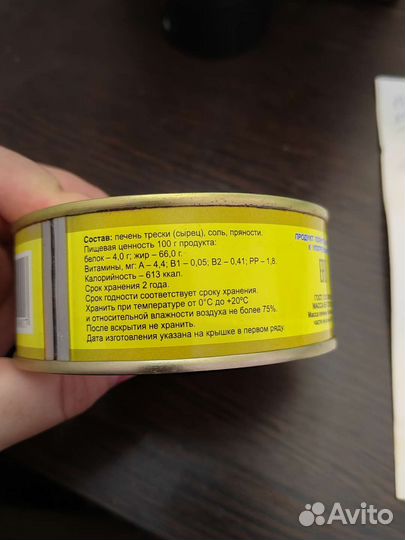 Состав: печень трески (сырец), соль, пряности.
Пищевая ценность 100 г продукта:
белок – 4,0 г; жир – 66,0 г.
Витамины, мг: А – 4,4; В1 – 0,05; В2 – 0,41; РР – 1,8.
Калорийность – 613 ккал.
Срок хранения 2 года.
Срок годности соответствует сроку хранения.
Хранить при температуре от 0°С до +20°С
и относительной влажности воздуха не более 75%.
После вскрытия не хранить.
Дата изготовления указана на крышке в первом ряду.
ПРОДУКТ
ГОСТ
Масса
Avito